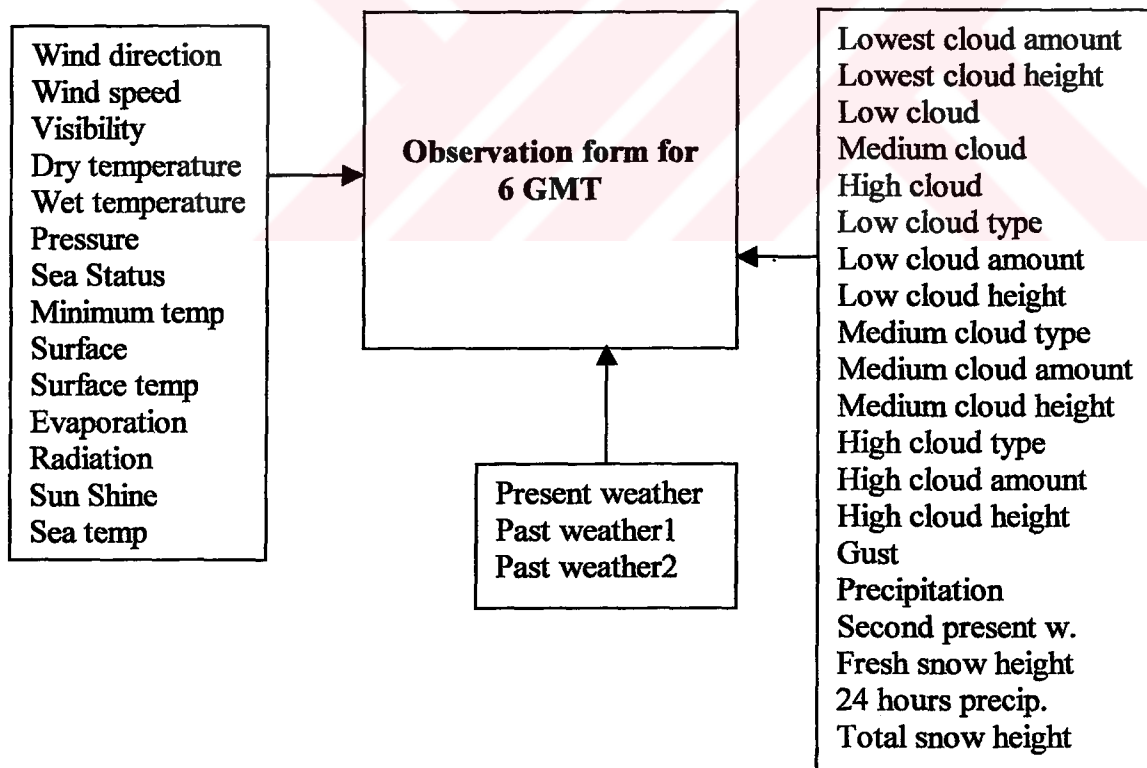 Wind direction
Wind speed
Visibility
Dry temperature
Wet temperature
Pressure
Sea Status
Minimum temp
Surface
Surface temp
Evaporation
Radiation
Sun Shine
Sea temp
Observation form for
6 GMT
Present weather
Past weather1
Past weather2
Lowest cloud amount
Lowest cloud height
Low cloud
Medium cloud
High cloud
Low cloud type
Low cloud amount
Low cloud height
Medium cloud type
Medium cloud amount
Medium cloud height
High cloud type
High cloud amount
High cloud height
Gust
Precipitation
Second present w.
Fresh snow height
24 hours precip.
Total snow height